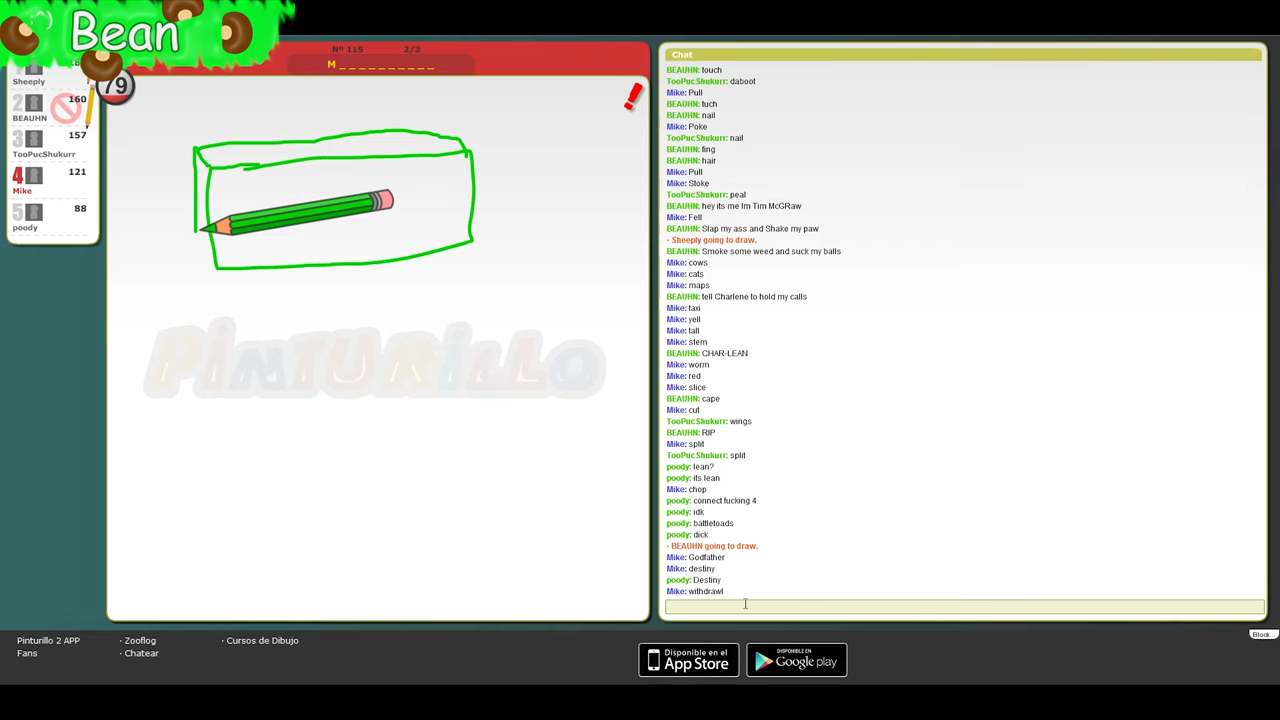 :^)
Bean
Nº 115 2/3
M _ _ _ _ _ _ _ _ _ _
79
Sheeply
2 160
BEAUHN
3 157
TooPucShukurr
4 121
Mike
5 88
poody
PINTURILLO
Chat
BEAUHN: touch
TooPucShukurr: daboot
Mike: Pull
BEAUHN: tuch
BEAUHN: nail
Mike: Poke
TooPucShukurr: nail
BEAUHN: fing
BEAUHN: hair
Mike: Pull
Mike: Stoke
TooPucShukurr: peal
BEAUHN: hey its me Im Tim McGRaw
Mike: Fell
BEAUHN: Slap my ass and Shake my paw
· Sheeply going to draw.
BEAUHN: Smoke some weed and suck my balls
Mike: cows
Mike: cats
Mike: maps
BEAUHN: tell Charlene to hold my calls
Mike: taxi
Mike: yell
Mike: tall
Mike: stem
BEAUHN: CHAR-LEAN
Mike: worm
Mike: red
Mike: slice
BEAUHN: cape
Mike: cut
TooPucShukurr: wings
BEAUHN: RIP
Mike: split
TooPucShukurr: split
poody: lean?
poody: its lean
Mike: chop
poody: connect fucking 4
poody: idk
poody: battletoads
poody: dick
· BEAUHN going to draw.
Mike: Godfather
Mike: destiny
poody: Destiny
Mike: withdrawl
Block...
Pinturillo 2 APP · Zooflog · Cursos de Dibujo
Fans · Chatear
Disponible en el
App Store
DISPONIBLE EN
Google play